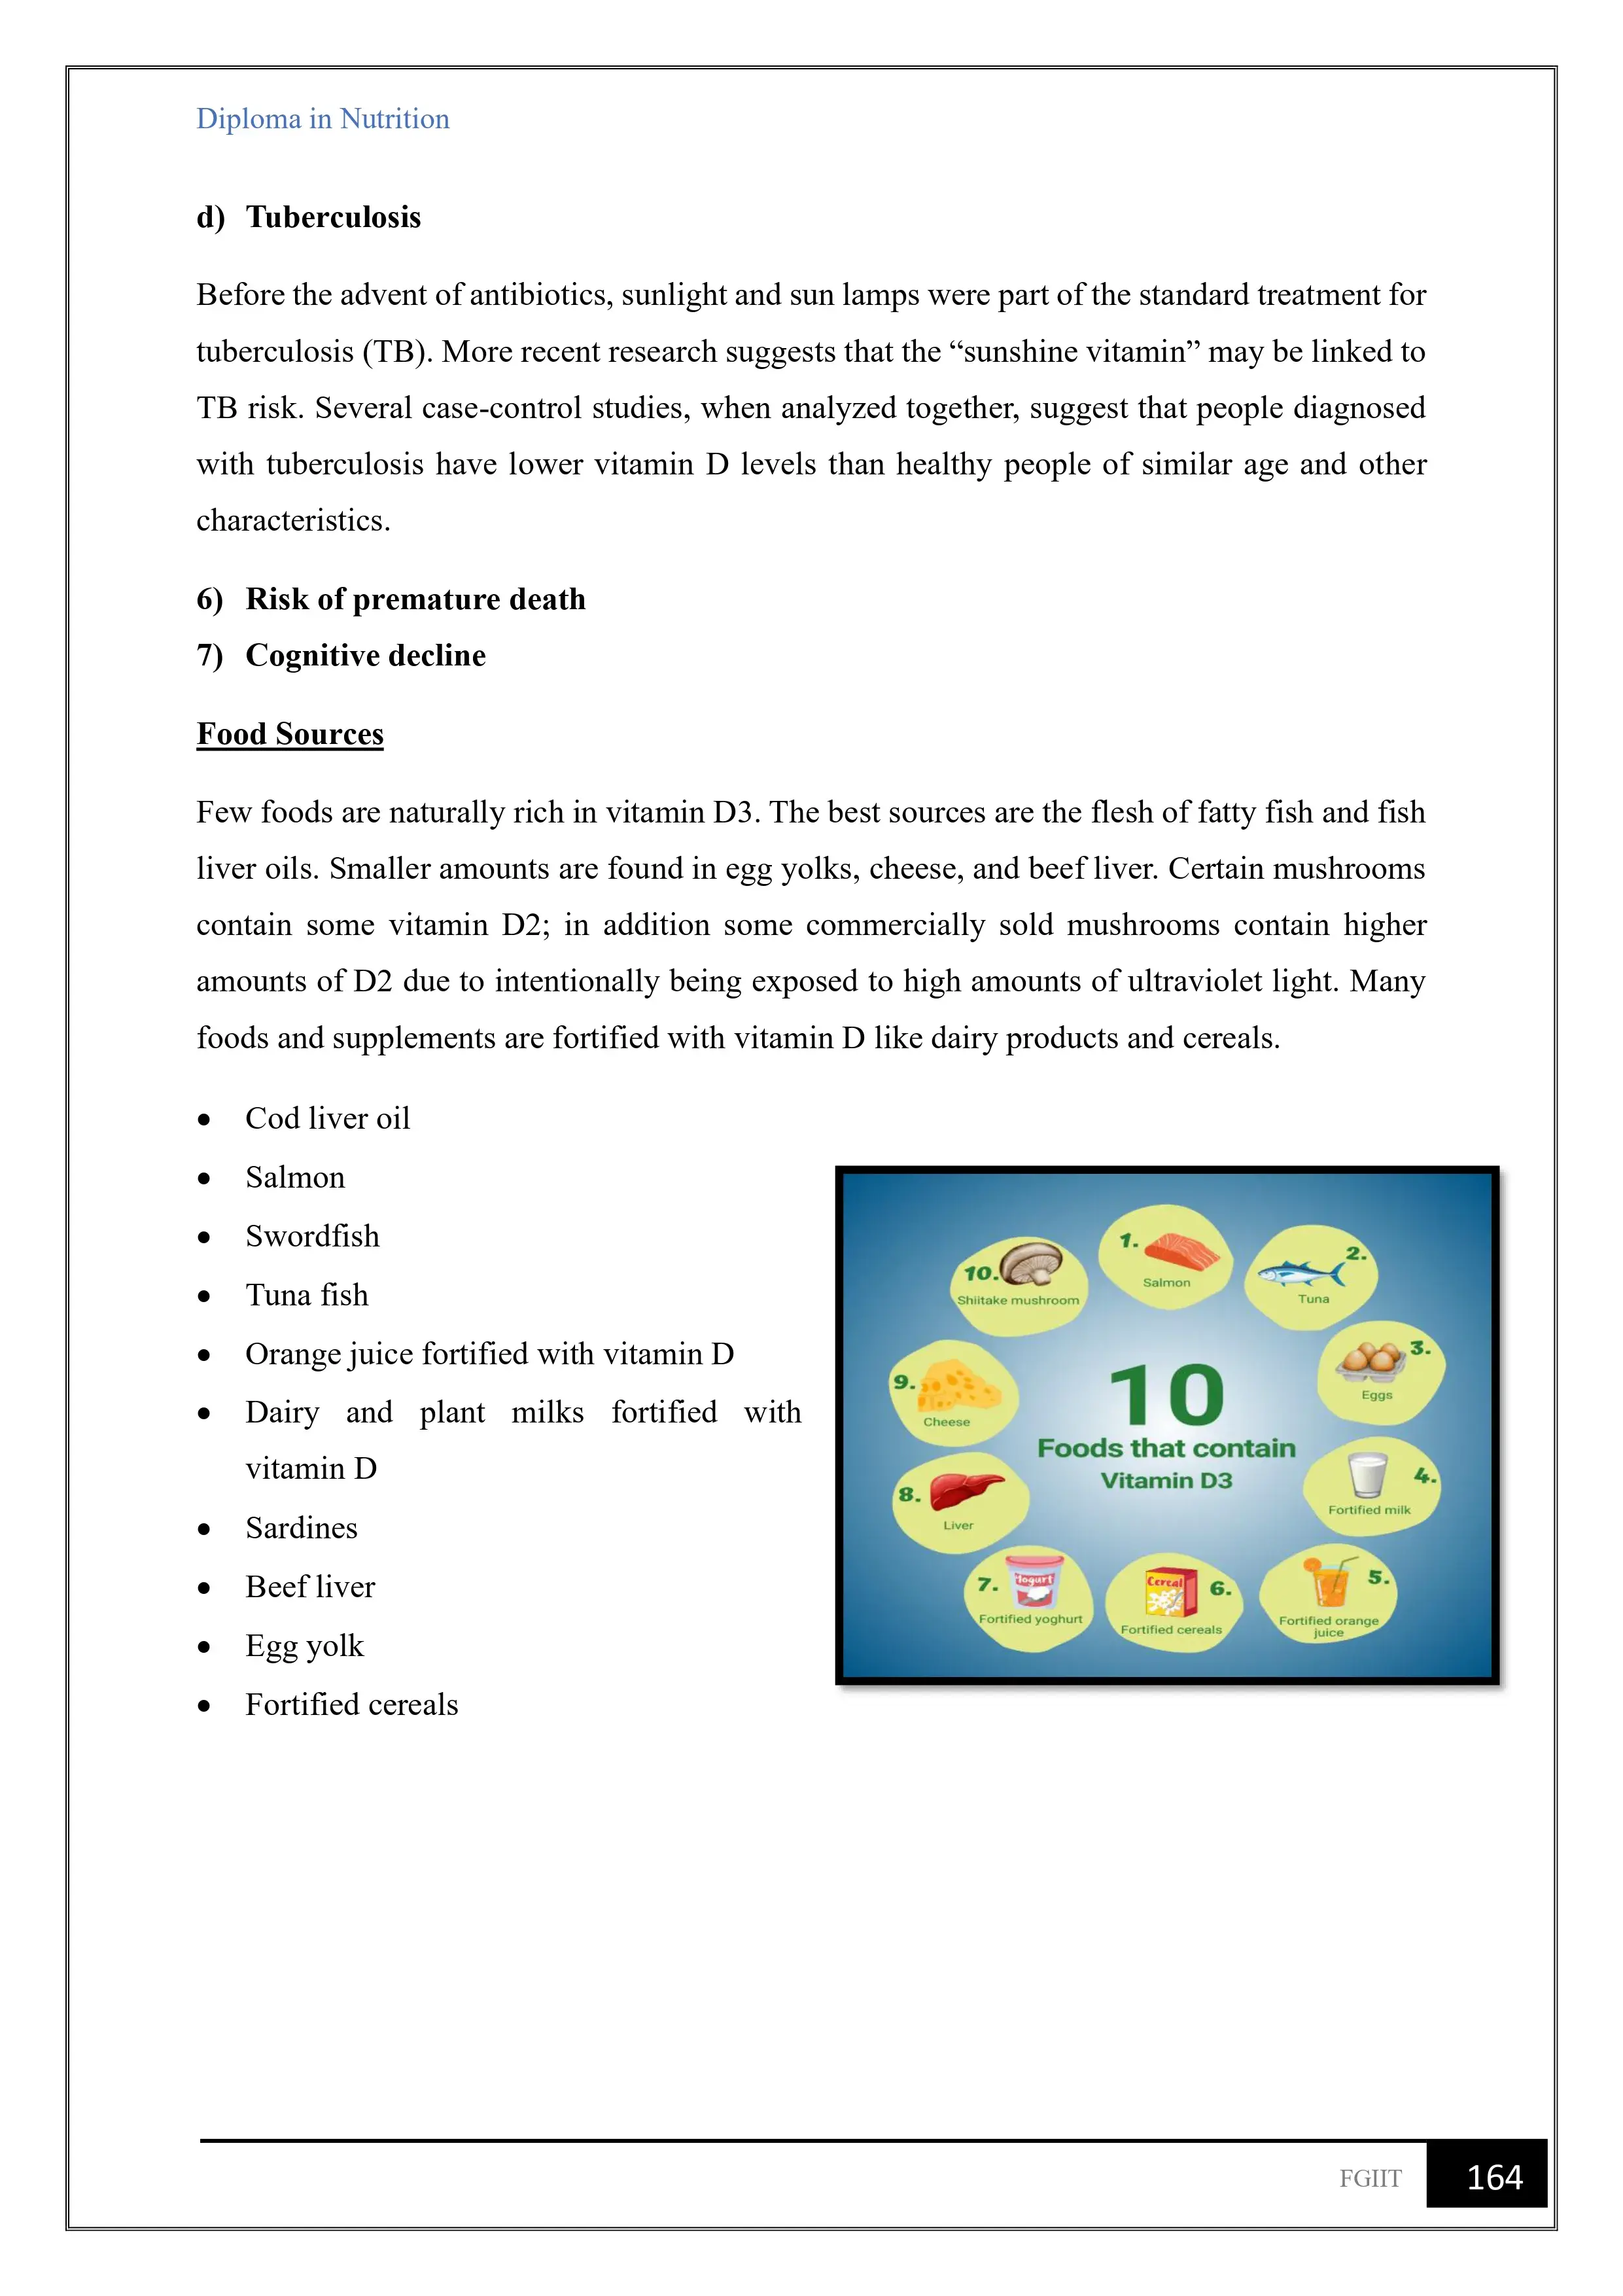 Diploma in Nutrition
d) Tuberculosis
Before the advent of antibiotics, sunlight and sun lamps were part of the standard treatment for
tuberculosis (TB). More recent research suggests that the “sunshine vitamin” may be linked to
TB risk. Several case-control studies, when analyzed together, suggest that people diagnosed
with tuberculosis have lower vitamin D levels than healthy people of similar age and other
characteristics.
6) Risk of premature death
7) Cognitive decline
Food Sources
Few foods are naturally rich in vitamin D3. The best sources are the flesh of fatty fish and fish
liver oils. Smaller amounts are found in egg yolks, cheese, and beef liver. Certain mushrooms
contain some vitamin D2; in addition some commercially sold mushrooms contain higher
amounts of D2 due to intentionally being exposed to high amounts of ultraviolet light. Many
foods and supplements are fortified with vitamin D like dairy products and cereals.
• Cod liver oil
• Salmon
• Swordfish
• Tuna fish
• Orange juice fortified with vitamin D
• Dairy and plant milks fortified with
vitamin D
• Sardines
• Beef liver
• Egg yolk
• Fortified cereals
10
Foods that contain
Vitamin D3
1.
Salmon
2.
Tuna
3.
Eggs
4.
Fortified milk
5.
Fortified orange
juice
6.
Cereal
Fortified cereals
7.
Yogurt
Fortified yoghurt
8.
Liver
9.
Cheese
10.
Shiitake mushroom
FGIIT 164